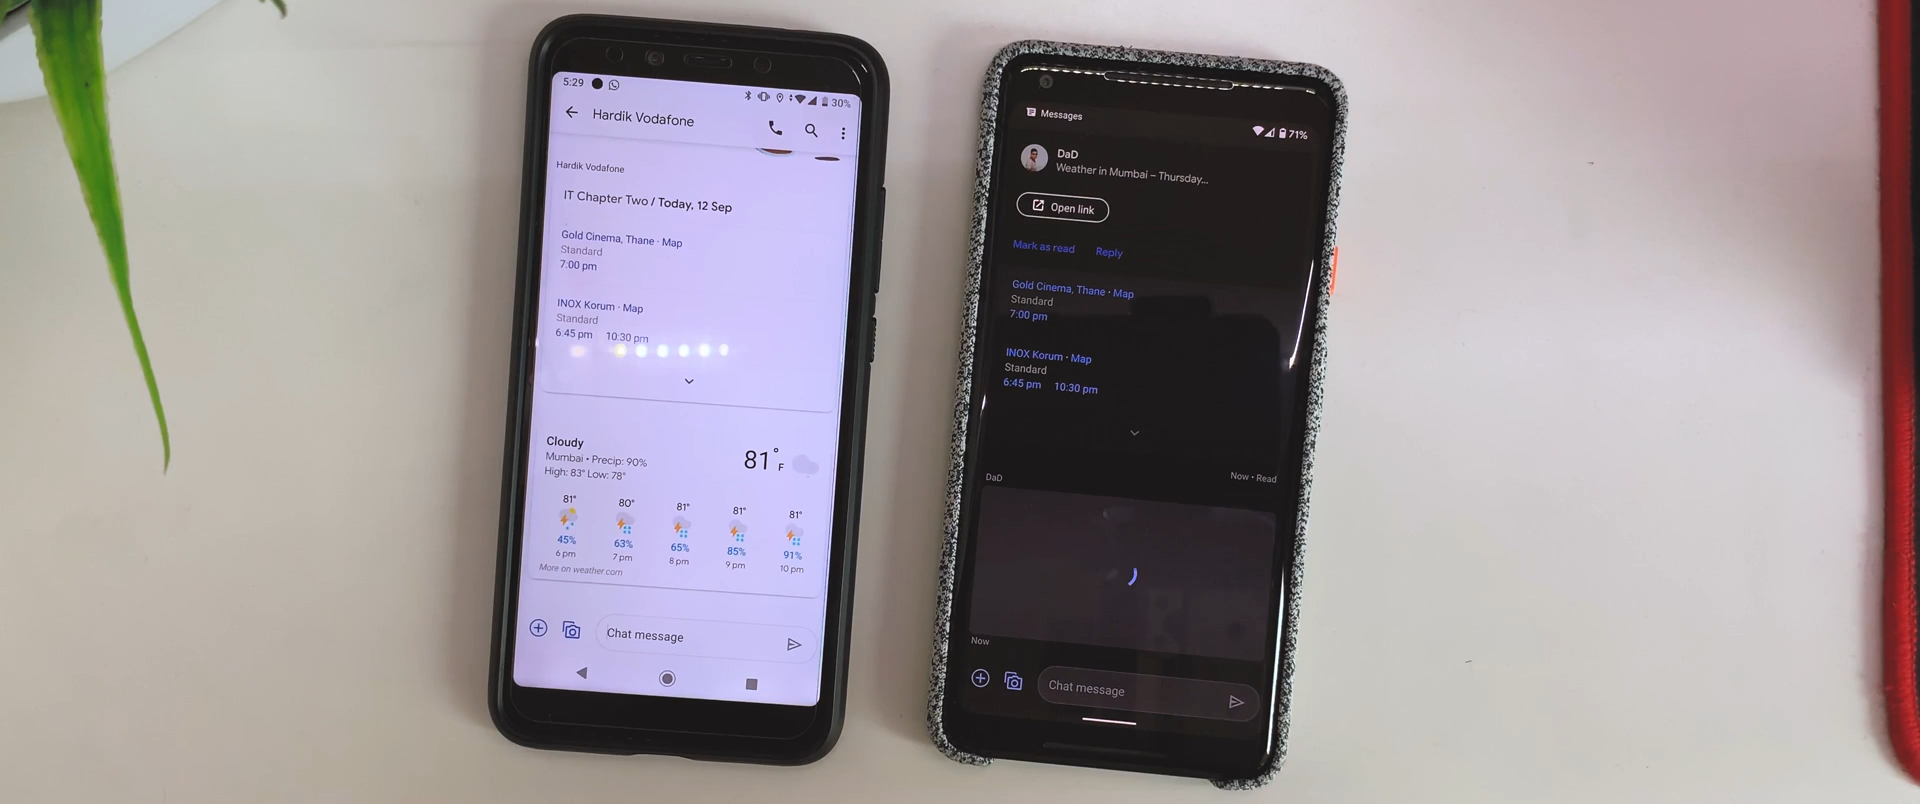 5:29
30%
Hardik Vodafone
Hardik Vodafone
IT Chapter Two / Today, 12 Sep
Gold Cinema, Thane · Map
Standard
7:00 pm
INOX Korum · Map
Standard
6:45 pm 10:30 pm
Cloudy
Mumbai • Precip: 90%
High: 83° Low: 78°
81°F
81° 80° 81° 81° 81°
45% 63% 65% 85% 91%
6 pm 7 pm 8 pm 9 pm 10 pm
More on weather.com
Chat message
Messages
71%
DaD
Weather in Mumbai – Thursday...
Open link
Mark as read Reply
Gold Cinema, Thane • Map
Standard
7:00 pm
INOX Korum • Map
Standard
6:45 pm 10:30 pm
Now • Read
DaD
Now
Chat message